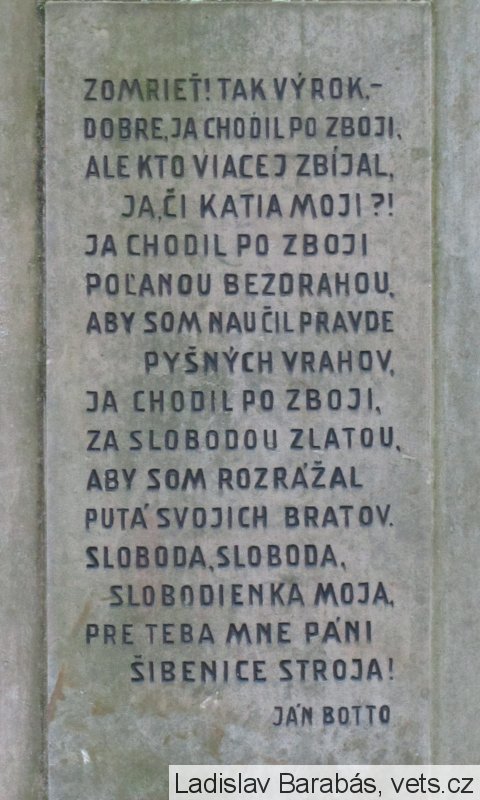 ZOMRIEŤ! TAK VÝROK,-
DOBRE, JA CHODIL PO ZBOJI,
ALE KTO VIACEJ ZBÍJAL,
JA, ČI KATIA MOJI?!
JA CHODIL PO ZBOJI
POĽANOU BEZDRAHOU,
ABY SOM NAUČIL PRAVDE
PYŠNÝCH VRAHOV,
JA CHODIL PO ZBOJI,
ZA SLOBODOU ZLATOU,
ABY SOM ROZRÁŽAL
PUTÁ SVOJICH BRATOV.
SLOBODA, SLOBODA,
SLOBODIENKA MOJA,
PRE TEBA MNE PÁNI
ŠIBENICE STROJA!
JÁN BOTTO
Ladislav Barabás, vets.cz